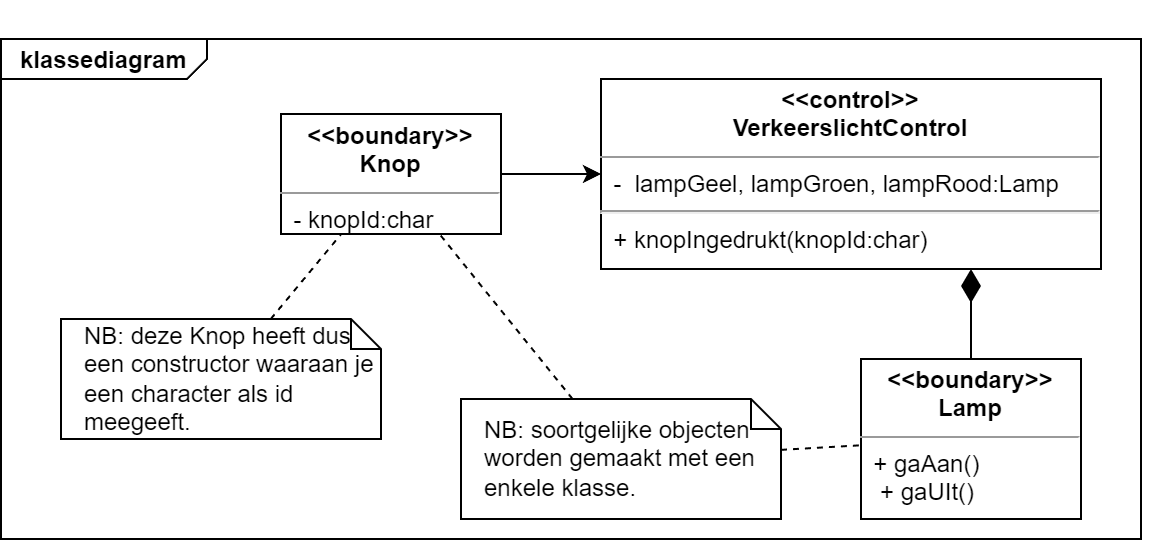 klassediagram
<<control>>
VerkeerslichtControl
- lampGeel, lampGroen, lampRood:Lamp
+ knopIngedrukt(knopId:char)
<<boundary>>
Knop
- knopId:char
NB: deze Knop heeft dus
een constructor waaraan je
een character als id
meegeeft.
NB: soortgelijke objecten
worden gemaakt met een
enkele klasse.
<<boundary>>
Lamp
+ gaAan()
+ gaUIt()